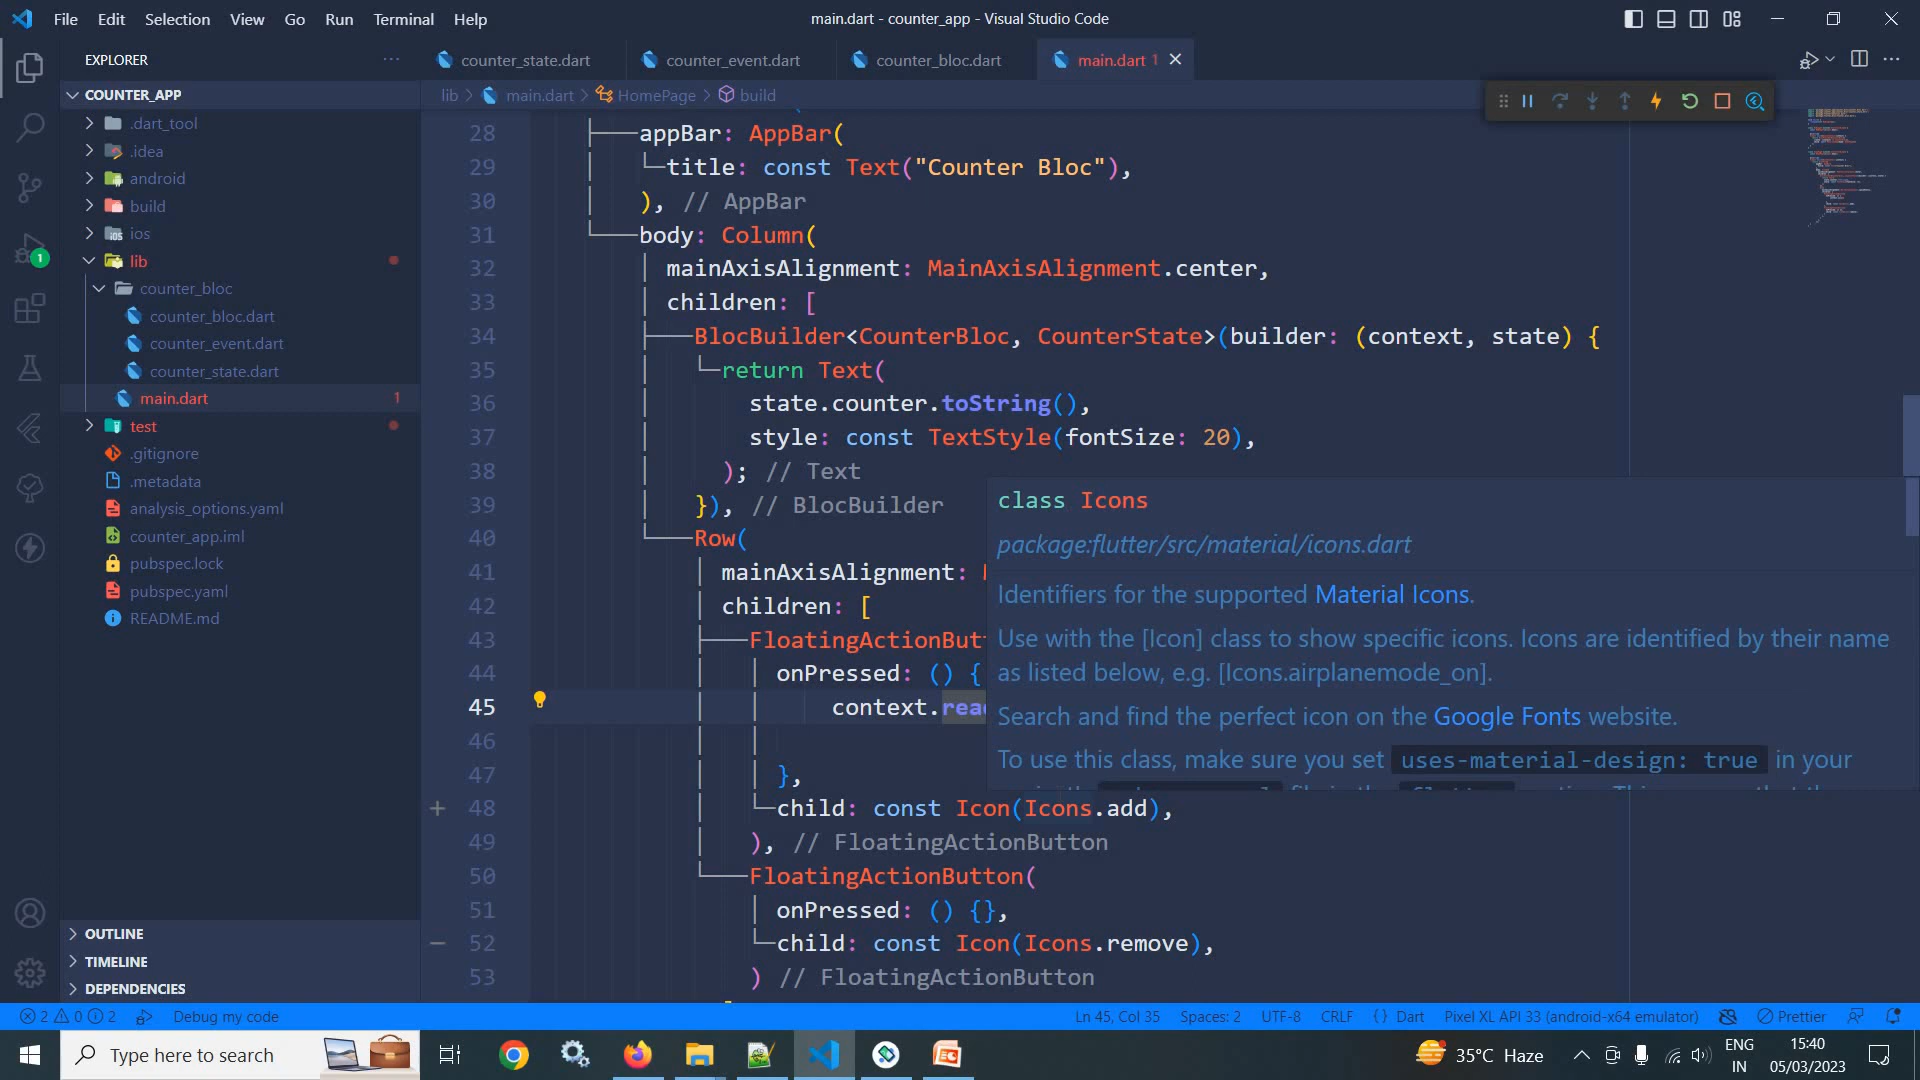 File Edit Selection View Go Run Terminal Help
main.dart - counter_app - Visual Studio Code
EXPLORER
COUNTER_APP
.dart_tool
.idea
android
build
ios
lib
counter_bloc
counter_bloc.dart
counter_event.dart
counter_state.dart
main.dart 1
test
.gitignore
.metadata
analysis_options.yaml
counter_app.iml
pubspec.lock
pubspec.yaml
README.md
OUTLINE
TIMELINE
DEPENDENCIES
1
counter_state.dart counter_event.dart counter_bloc.dart main.dart 1
lib > main.dart > HomePage > build
28 appBar: AppBar(
29 title: const Text("Counter Bloc"),
30 ), // AppBar
31 body: Column(
32 mainAxisAlignment: MainAxisAlignment.center,
33 children: [
34 BlocBuilder<CounterBloc, CounterState>(builder: (context, state) {
35 return Text(
36 state.counter.toString(),
37 style: const TextStyle(fontSize: 20),
38 ); // Text
39 }), // BlocBuilder
40 Row(
41 mainAxisAlignment:
42 children: [
43 FloatingActionButt
44 onPressed: () {
45 context.read
46
47 },
48 child: const Icon(Icons.add),
49 ), // FloatingActionButton
50 FloatingActionButton(
51 onPressed: () {},
52 child: const Icon(Icons.remove),
53 ) // FloatingActionButton
class Icons
package:flutter/src/material/icons.dart
Identifiers for the supported Material Icons.
Use with the [Icon] class to show specific icons. Icons are identified by their name
as listed below, e.g. [Icons.airplanemode_on].
Search and find the perfect icon on the Google Fonts website.
To use this class, make sure you set uses-material-design: true in your
2 0 2 Debug my code
Ln 45, Col 35 Spaces: 2 UTF-8 CRLF {} Dart Pixel XL API 33 (android-x64 emulator) Prettier
Type here to search
35°C Haze
ENG
IN
15:40
05/03/2023